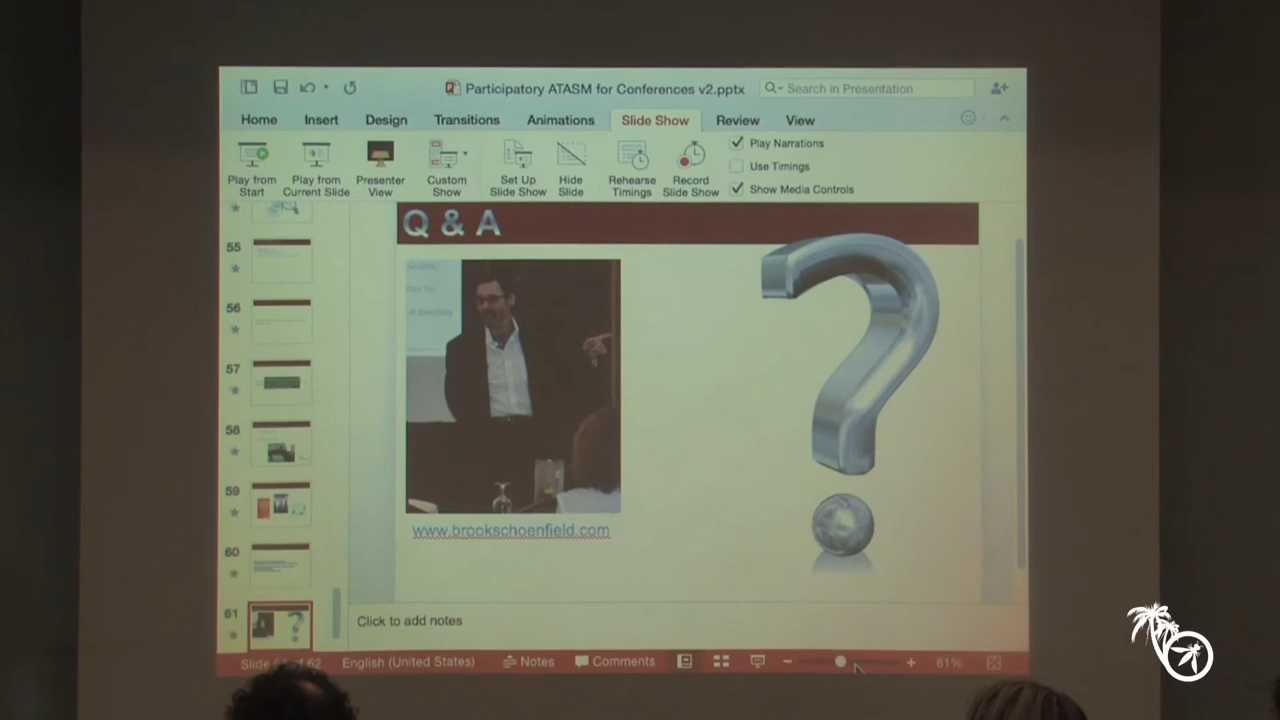 Participatory ATASM for Conferences v2.pptx
Search in Presentation
Home Insert Design Transitions Animations Slide Show Review View
Play from Start
Play from Current Slide
Presenter View
Custom Show
Set Up Slide Show
Hide Slide
Rehearse Timings
Record Slide Show
Play Narrations
Use Timings
Show Media Controls
55
56
57
58
59
60
61
Q & A
?
www.brookschoenfield.com
Click to add notes
English (United States)
Notes
Comments
81%